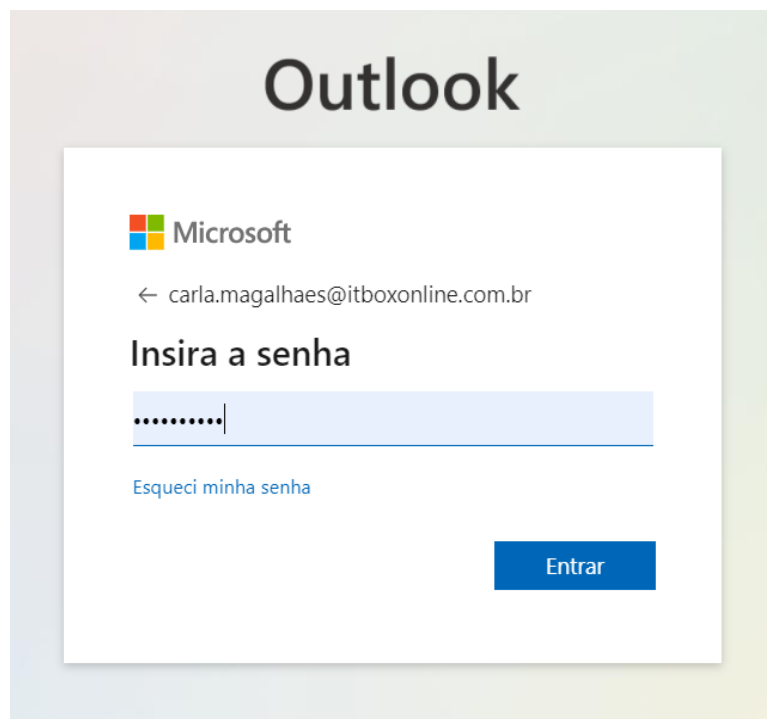 Outlook
Microsoft
← carla.magalhaes@itboxonline.com.br
Insira a senha
••••••••••
Esqueci minha senha
Entrar